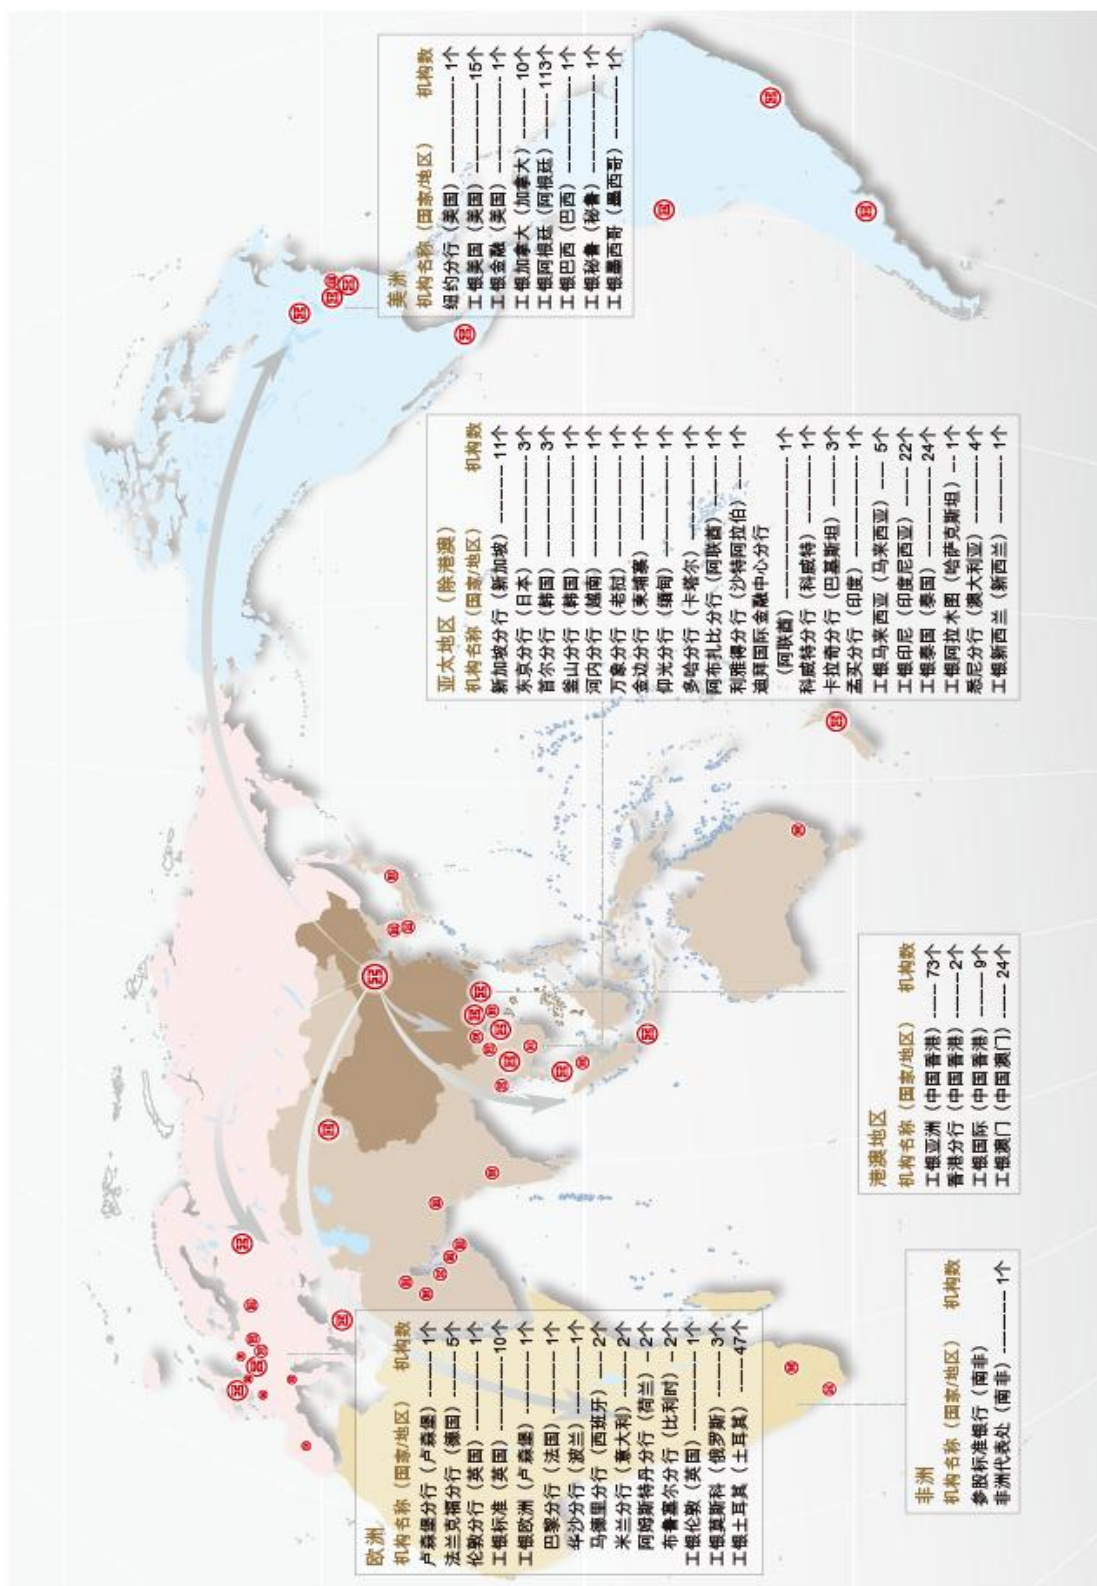 美洲
机构名称（国家/地区） 机构数
纽约分行（美国） 1个
工银美国（美国） 15个
工银金融（美国） 1个
工银加拿大（加拿大） 10个
工银阿根廷（阿根廷） 113个
工银巴西（巴西） 1个
工银秘鲁（秘鲁） 1个
工银墨西哥（墨西哥） 1个
亚太地区（除港澳）
机构名称（国家/地区） 机构数
新加坡分行（新加坡） 11个
东京分行（日本） 3个
首尔分行（韩国） 3个
釜山分行（韩国） 1个
河内分行（越南） 1个
万象分行（老挝） 1个
金边分行（柬埔寨） 1个
仰光分行（缅甸） 1个
多哈分行（卡塔尔） 1个
阿布扎比分行（阿联酋） 1个
利雅得分行（沙特阿拉伯） 1个
迪拜国际金融中心分行
（阿联酋） 1个
科威特分行（科威特） 1个
卡拉奇分行（巴基斯坦） 3个
孟买分行（印度） 1个
工银马来西亚（马来西亚） 5个
工银印尼（印度尼西亚） 22个
工银泰国（泰国） 24个
工银阿拉木图（哈萨克斯坦） 1个
悉尼分行（澳大利亚） 4个
工银新西兰（新西兰） 1个
港澳地区
机构名称（国家/地区） 机构数
工银亚洲（中国香港） 73个
香港分行（中国香港） 2个
工银国际（中国香港） 9个
工银澳门（中国澳门） 24个
欧洲
机构名称（国家/地区） 机构数
卢森堡分行（卢森堡） 1个
法兰克福分行（德国） 5个
伦敦分行（英国） 1个
工银标准（英国） 10个
工银欧洲（卢森堡） 1个
巴黎分行（法国） 1个
华沙分行（波兰） 1个
马德里分行（西班牙） 2个
米兰分行（意大利） 2个
阿姆斯特丹分行（荷兰） 2个
布鲁塞尔分行（比利时） 2个
工银伦敦（英国） 1个
工银莫斯科（俄罗斯） 3个
工银土耳其（土耳其） 47个
非洲
机构名称（国家/地区） 机构数
参股标准银行（南非）
非洲代表处（南非） 1个